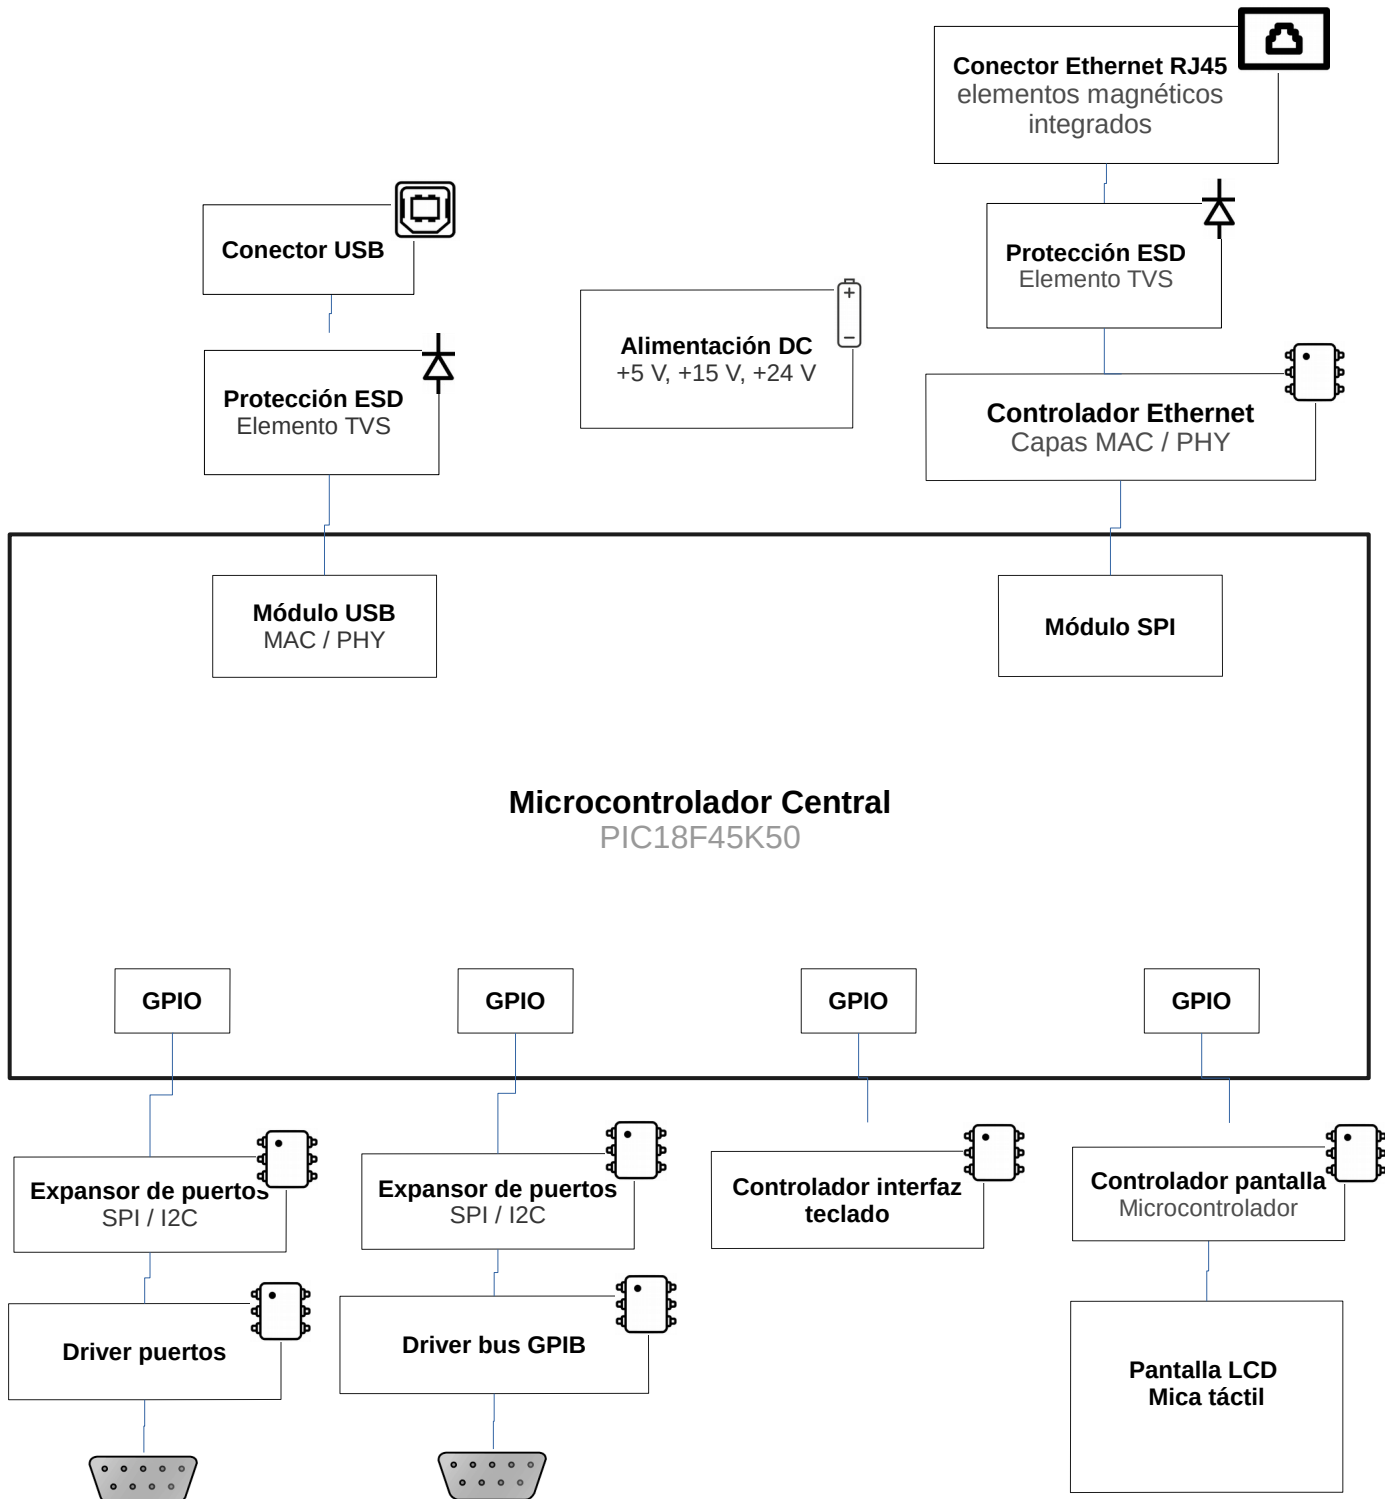 Conector Ethernet RJ45
elementos magnéticos
integrados
Conector USB
Protección ESD
Elemento TVS
Alimentación DC
+5 V, +15 V, +24 V
Protección ESD
Elemento TVS
Controlador Ethernet
Capas MAC / PHY
Módulo USB
MAC / PHY
Módulo SPI
Microcontrolador Central
PIC18F45K50
GPIO
GPIO
GPIO
GPIO
Expansor de puertos
SPI / I2C
Expansor de puertos
SPI / I2C
Controlador interfaz
teclado
Controlador pantalla
Microcontrolador
Driver puertos
Driver bus GPIB
Pantalla LCD
Mica táctil